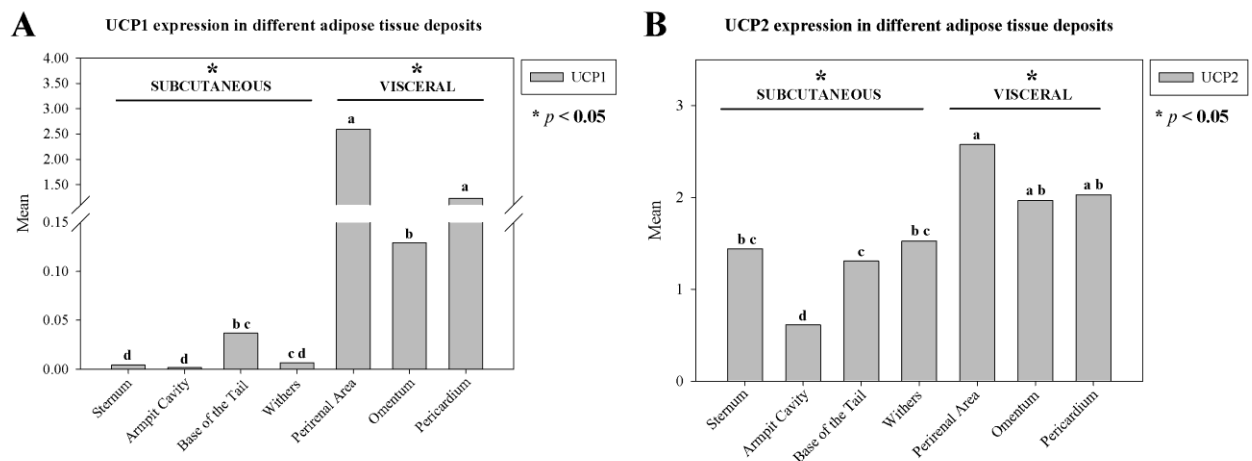 A
UCP1 expression in different adipose tissue deposits
4.00
3.50
3.00
2.50
2.00
1.50
0.15
0.10
0.05
0.00
Mean
*
SUBCUTANEOUS
*
VISCERAL
d
d
b c
c d
a
b
a
Sternum
Armpit Cavity
Base of the Tail
Withers
Perirenal Area
Omentum
Pericardium
UCP1
* p < 0.05
B
UCP2 expression in different adipose tissue deposits
3
2
1
0
Mean
*
SUBCUTANEOUS
*
VISCERAL
b c
d
c
b c
a
a b
a b
Sternum
Armpit Cavity
Base of the Tail
Withers
Perirenal Area
Omentum
Pericardium
UCP2
* p < 0.05